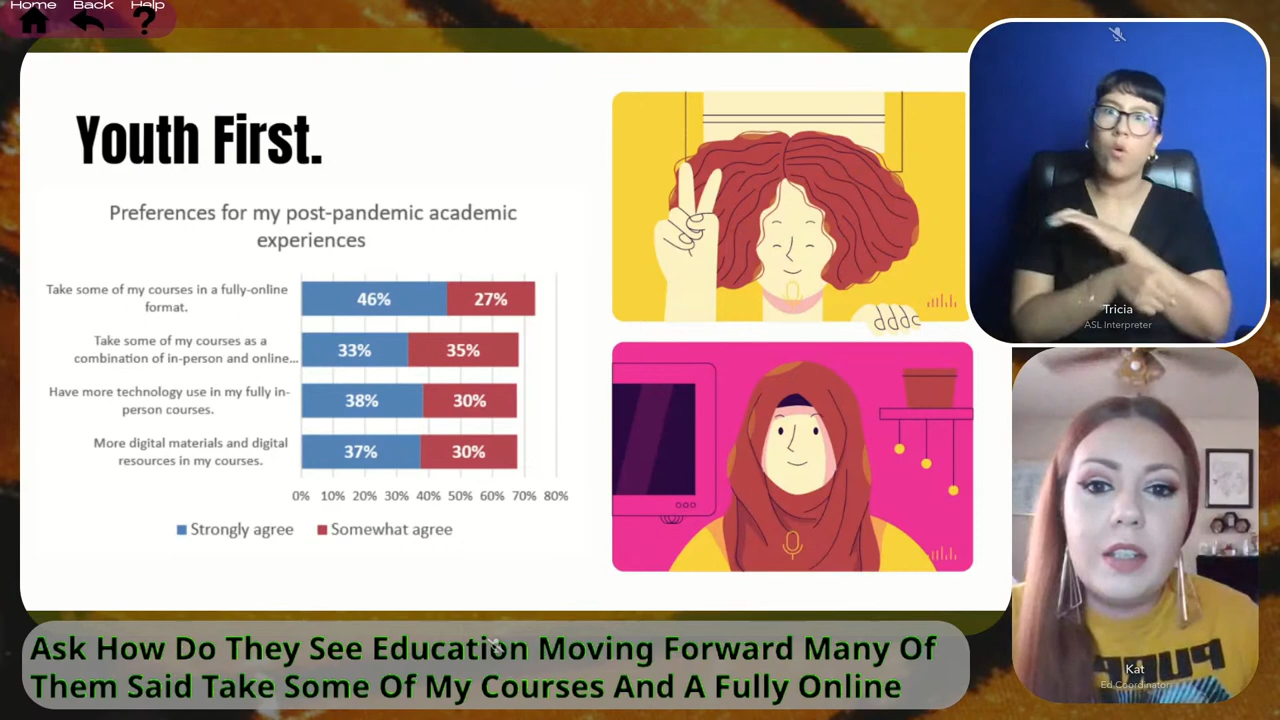 Home Back Help
Youth First.
Preferences for my post-pandemic academic
experiences
Take some of my courses in a fully-online
format.
46% 27%
Take some of my courses as a
combination of in-person and online...
33% 35%
Have more technology use in my fully in-
person courses.
38% 30%
More digital materials and digital
resources in my courses.
37% 30%
0% 10% 20% 30% 40% 50% 60% 70% 80%
Strongly agree Somewhat agree
Tricia
ASL Interpreter
Kat
Ed Coordinator
Ask How Do They See Education Moving Forward Many Of
Them Said Take Some Of My Courses And A Fully Online